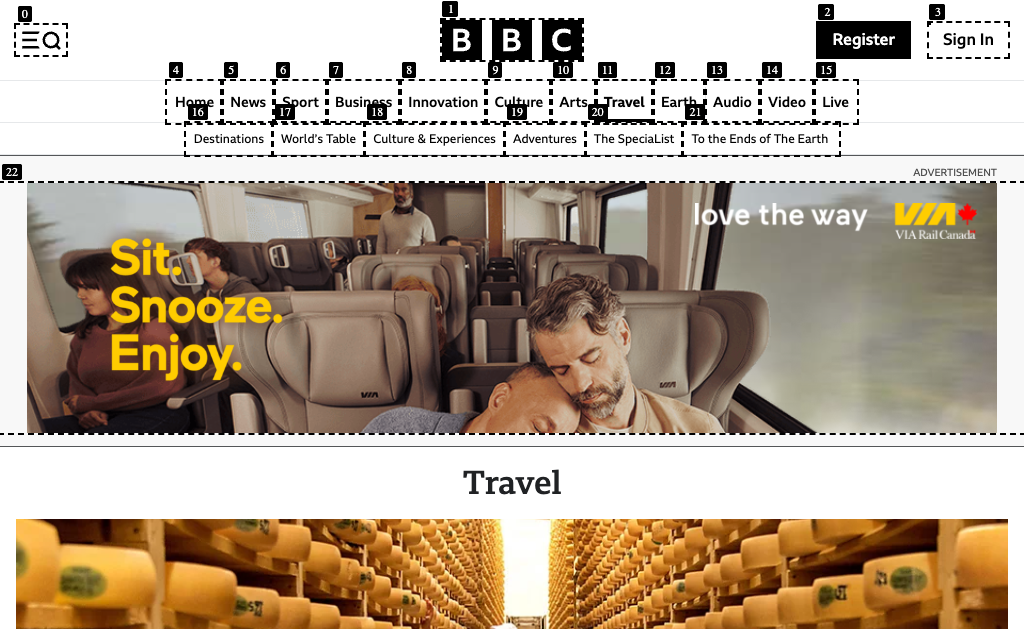 0
1
2
3
BBC
Register
Sign In
4
5
6
7
8
9
10
11
12
13
14
15
Home
News
Sport
Business
Innovation
Culture
Arts
Travel
Earth
Audio
Video
Live
16
17
18
19
20
21
Destinations
World's Table
Culture & Experiences
Adventures
The SpeciaList
To the Ends of The Earth
22
ADVERTISEMENT
love the way
VIA
VIA Rail Canada
Sit.
Snooze.
Enjoy.
VIA
VIA
Travel